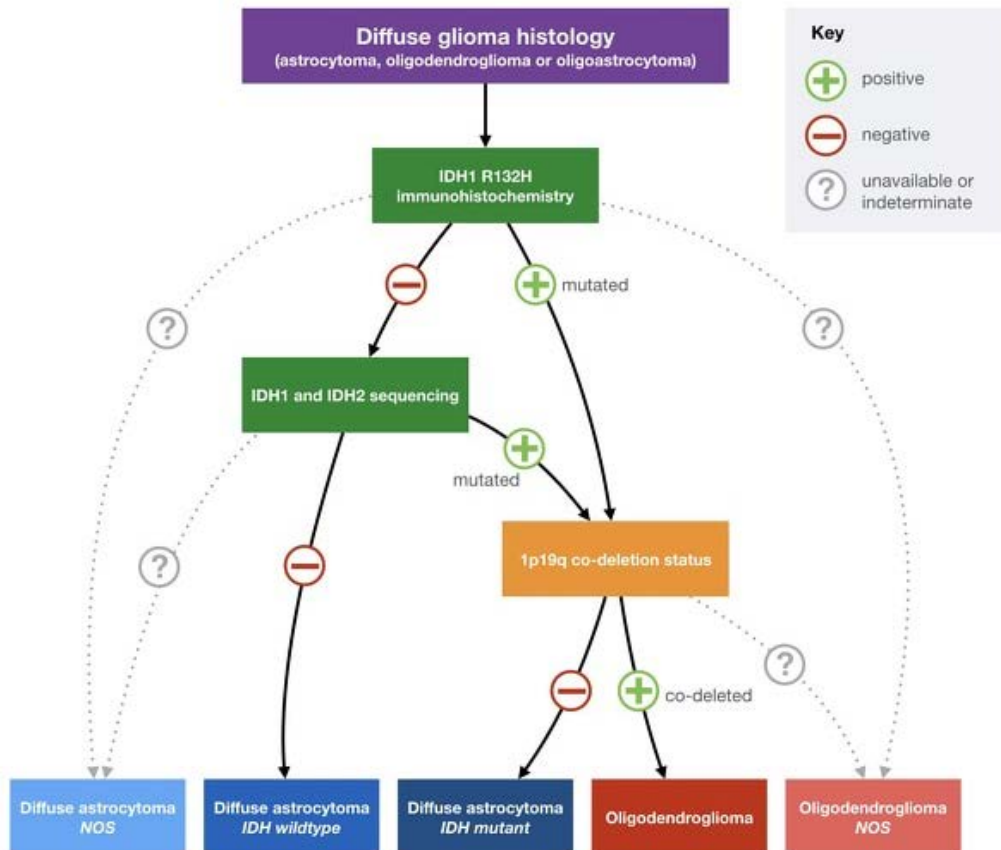 Diffuse glioma histology
(astrocytoma, oligodendroglioma or oligoastrocytoma)
Key
positive
negative
?
unavailable or
indeterminate
IDH1 R132H
immunohistochemistry
mutated
?
?
IDH1 and IDH2 sequencing
mutated
1p19q co-deletion status
?
?
co-deleted
Diffuse astrocytoma
NOS
Diffuse astrocytoma
IDH wildtype
Diffuse astrocytoma
IDH mutant
Oligodendroglioma
Oligodendroglioma
NOS